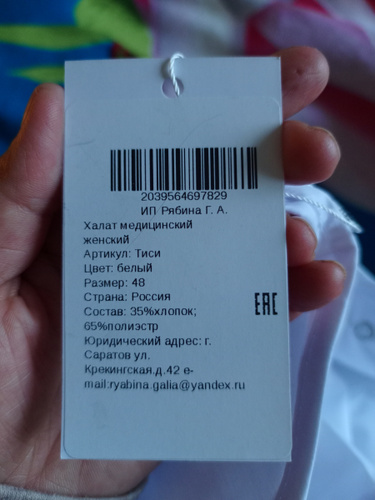 2039564697829
ИП Рябина Г. А.
Халат медицинский
женский
Артикул: Тиси
Цвет: белый
Размер: 48
Страна: Россия
Состав: 35%хлопок;
65%полиэстр
Юридический адрес: г.
Саратов ул.
Крекингская.д.42 e-
mail:ryabina.galia@yandex.ru
EAC